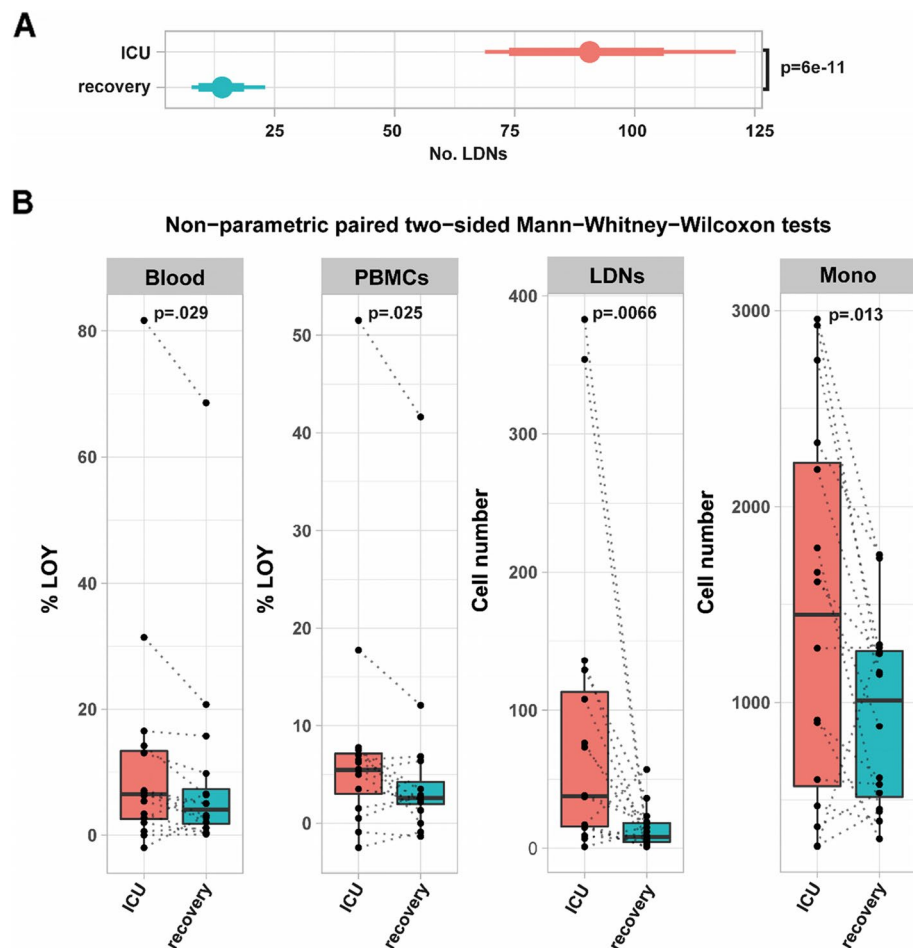 A
ICU
recovery
p=6e-11
25
50
75
100
125
No. LDNs
B
Non-parametric paired two-sided Mann-Whitney-Wilcoxon tests
Blood
p=.029
80
60
40
20
0
% LOY
ICU
recovery
PBMCs
p=.025
50
40
30
20
10
0
% LOY
ICU
recovery
LDNs
p=.0066
400
300
200
100
0
Cell number
ICU
recovery
Mono
p=.013
3000
2000
1000
Cell number
ICU
recovery